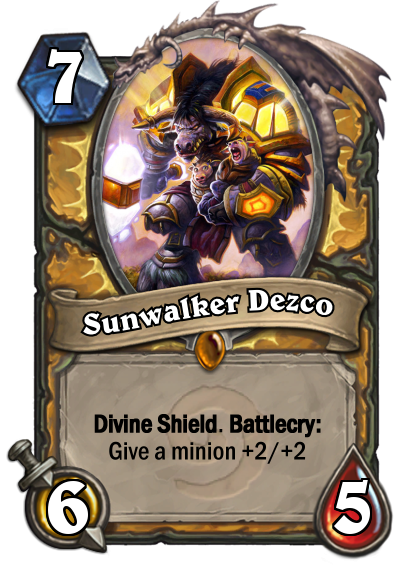 7
Sunwalker Dezco
Divine Shield. Battlecry:
Give a minion +2/+2
6
5